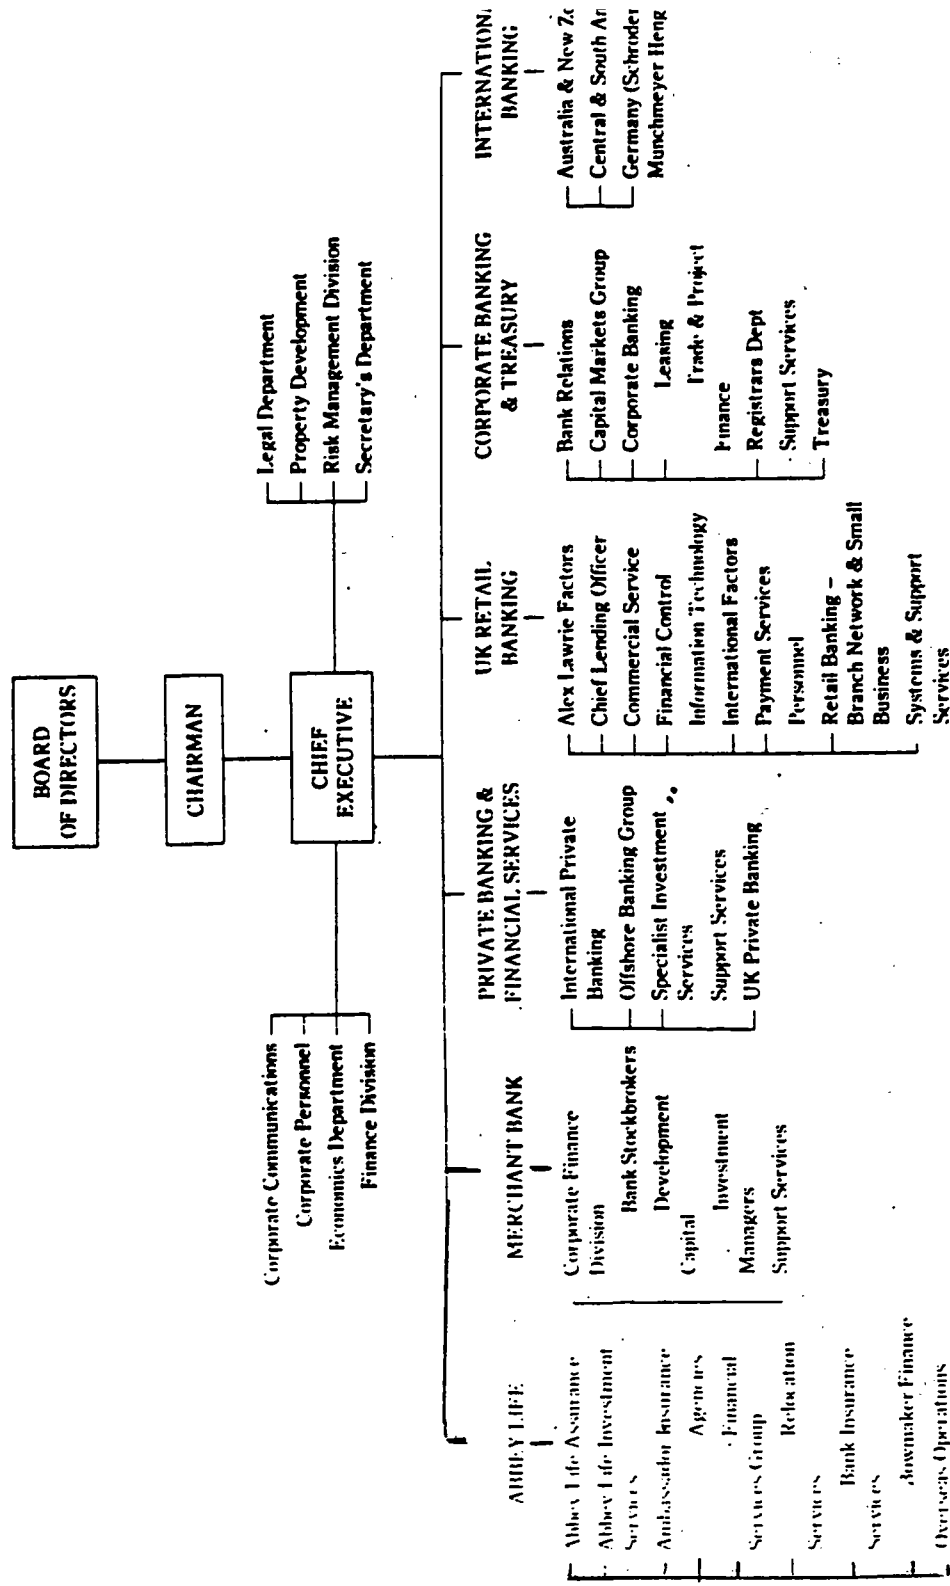 BOARD
OF DIRECTORS
CHAIRMAN
CHIEF
EXECUTIVE
Corporate Communications
Corporate Personnel
Economics Department
Finance Division
Legal Department
Property Development
Risk Management Division
Secretary's Department
ABBEY LIFE
Abbey Life Assurance
Abbey Life Investment
Services
Ambassador Insurance
Agencies
Financial
Services Group
Relocation
Services
Bank Insurance
Services
Bowmaker Finance
Overseas Operations
MERCHANT BANK
Corporate Finance
Division
Bank Stockbrokers
Development
Capital
Investment
Managers
Support Services
PRIVATE BANKING &
FINANCIAL SERVICES
International Private
Banking
Offshore Banking Group
Specialist Investment
Services
Support Services
UK Private Banking
UK RETAIL
BANKING
Alex Lawrie Factors
Chief Lending Officer
Commercial Service
Financial Control
Information Technology
International Factors
Payment Services
Personnel
Retail Banking –
Branch Network & Small
Business
Systems & Support
Services
CORPORATE BANKING
& TREASURY
Bank Relations
Capital Markets Group
Corporate Banking
Leasing
Trade & Project
Finance
Registrars Dept
Support Services
Treasury
INTERNATION
BANKING
Australia & New Ze
Central & South Am
Germany (Schroder
Munchmeyer Heng